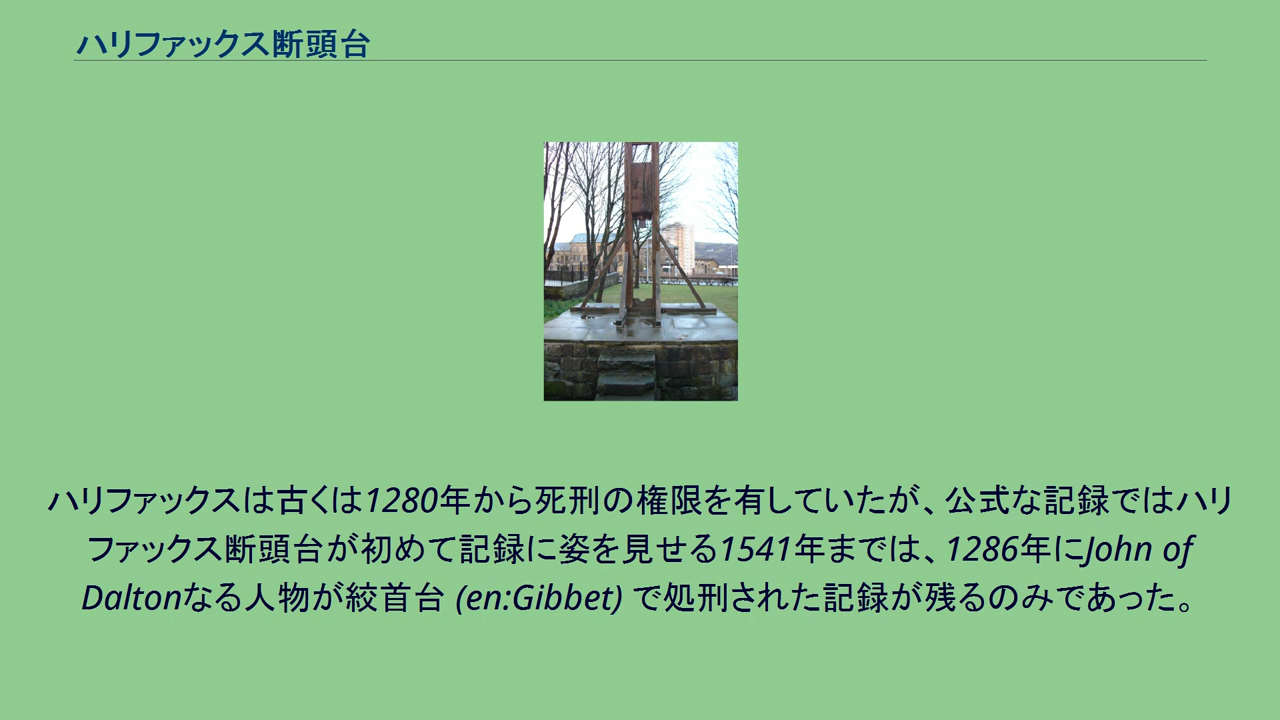 ハリファックス断頭台
ハリファックスは古くは1280年から死刑の権限を有していたが、公式な記録ではハリ
ファックス断頭台が初めて記録に姿を見せる1541年までは、1286年にJohn of
Daltonなる人物が絞首台 (en:Gibbet) で処刑された記録が残るのみであった。